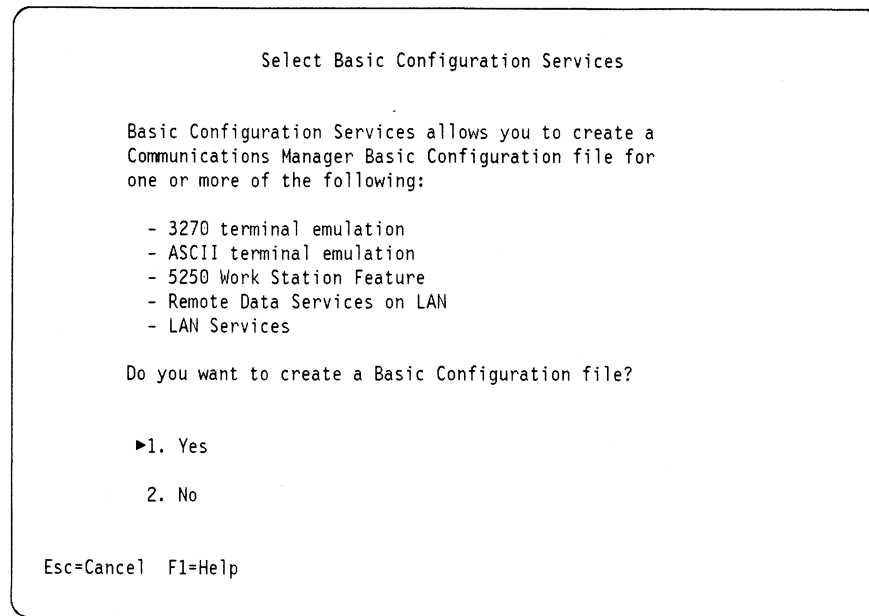 Select Basic Configuration Services
Basic Configuration Services allows you to create a
Communications Manager Basic Configuration file for
one or more of the following:
- 3270 terminal emulation
- ASCII terminal emulation
- 5250 Work Station Feature
- Remote Data Services on LAN
- LAN Services
Do you want to create a Basic Configuration file?
►1. Yes
2. No
Esc=Cancel F1=Help